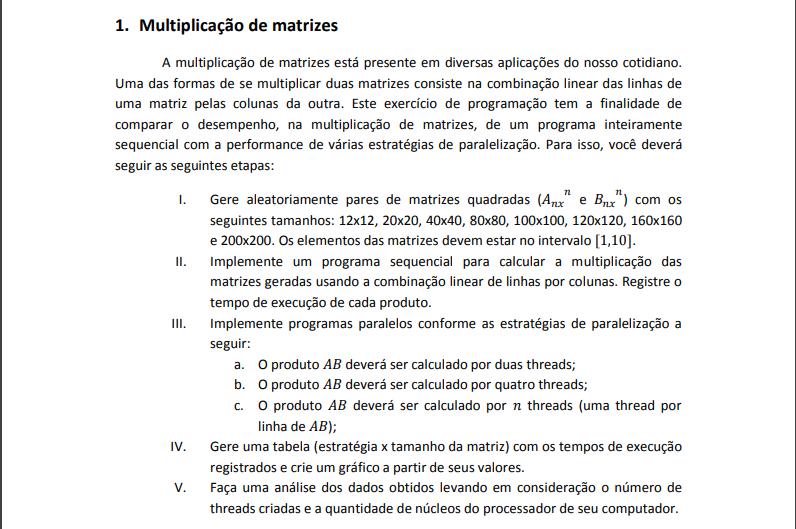 1. Multiplicação de matrizes
A multiplicação de matrizes está presente em diversas aplicações do nosso cotidiano.
Uma das formas de se multiplicar duas matrizes consiste na combinação linear das linhas de
uma matriz pelas colunas da outra. Este exercício de programação tem a finalidade de
comparar o desempenho, na multiplicação de matrizes, de um programa inteiramente
sequencial com a performance de várias estratégias de paralelização. Para isso, você deverá
seguir as seguintes etapas:
I. Gere aleatoriamente pares de matrizes quadradas (Anxⁿ e Bnxⁿ) com os
seguintes tamanhos: 12x12, 20x20, 40x40, 80x80, 100x100, 120x120, 160x160
e 200x200. Os elementos das matrizes devem estar no intervalo [1,10].
II. Implemente um programa sequencial para calcular a multiplicação das
matrizes geradas usando a combinação linear de linhas por colunas. Registre o
tempo de execução de cada produto.
III. Implemente programas paralelos conforme as estratégias de paralelização a
seguir:
a. O produto AB deverá ser calculado por duas threads;
b. O produto AB deverá ser calculado por quatro threads;
c. O produto AB deverá ser calculado por n threads (uma thread por
linha de AB);
IV. Gere uma tabela (estratégia x tamanho da matriz) com os tempos de execução
registrados e crie um gráfico a partir de seus valores.
V. Faça uma análise dos dados obtidos levando em consideração o número de
threads criadas e a quantidade de núcleos do processador de seu computador.